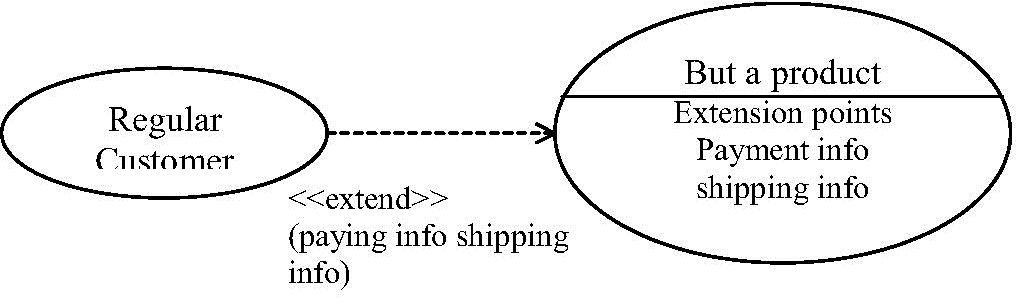 Regular
Customer
<<extend>>
(paying info shipping
info)
But a product
Extension points
Payment info
shipping info